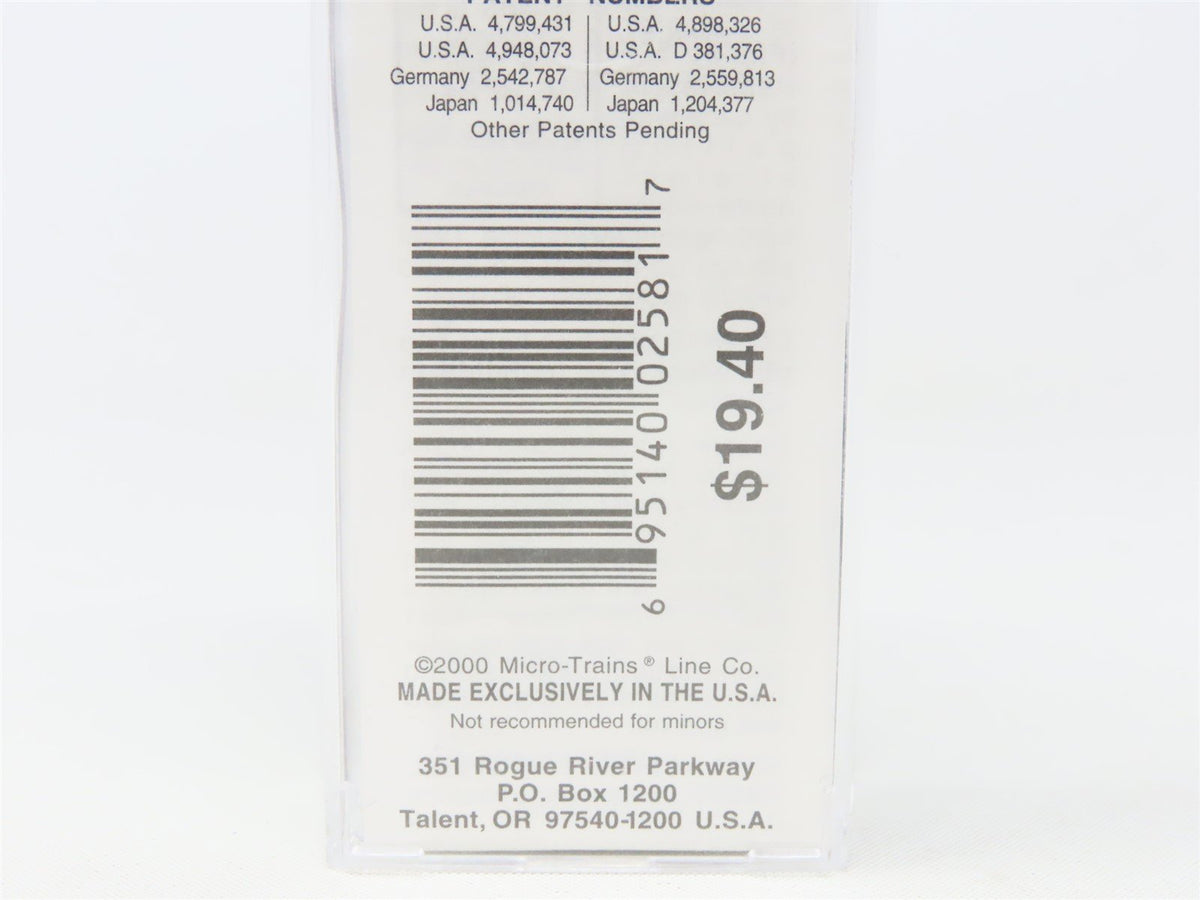 PATENT NUMBERS
U.S.A. 4,799,431 | U.S.A. 4,898,326
U.S.A. 4,948,073 | U.S.A. D 381,376
Germany 2,542,787 | Germany 2,559,813
Japan 1,014,740 | Japan 1,204,377
Other Patents Pending
6 95140 02581 7
$19.40
©2000 Micro-Trains® Line Co.
MADE EXCLUSIVELY IN THE U.S.A.
Not recommended for minors
351 Rogue River Parkway
P.O. Box 1200
Talent, OR 97540-1200 U.S.A.